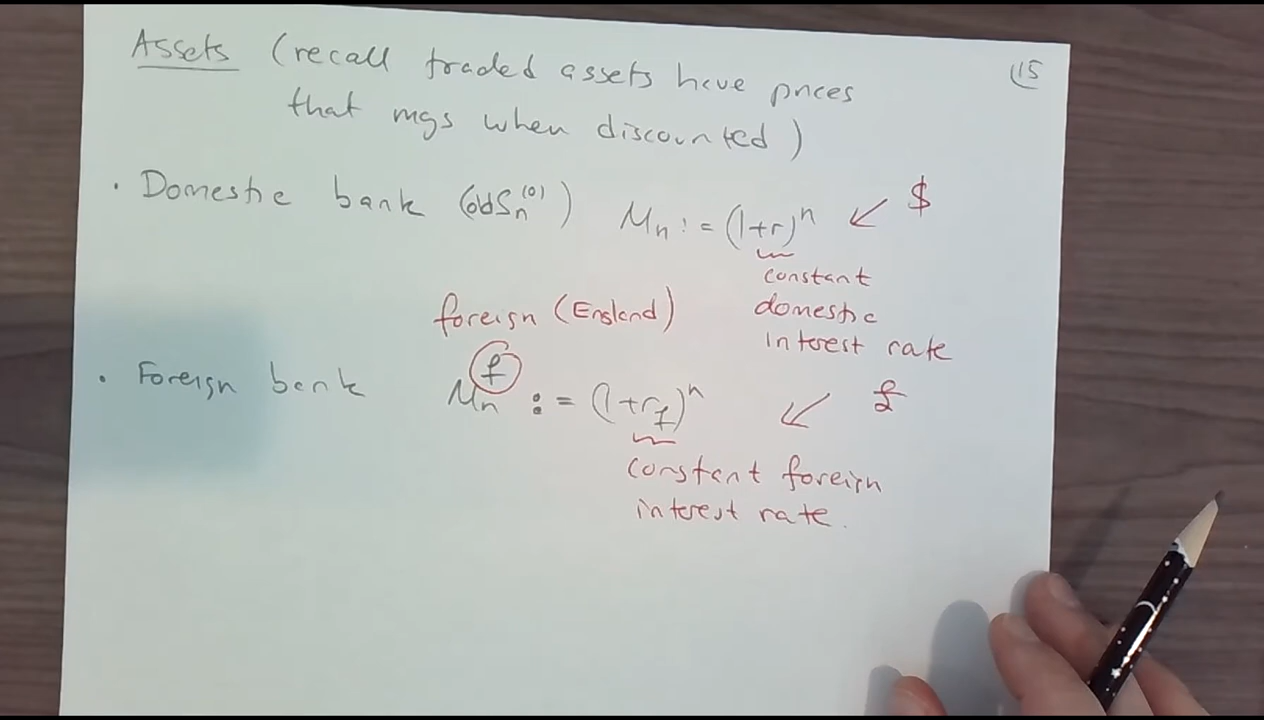 Assets (recall traded assets have prices
that mgs when discounted)
15
· Domestic bank (old S_n^{(0)}) M_n := (1+r)^n ↙ $
constant
domestic
interest rate
foreign (England)
· Foreign bank M_n^f := (1+r_f)^n ↙ £
constant foreign
interest rate.